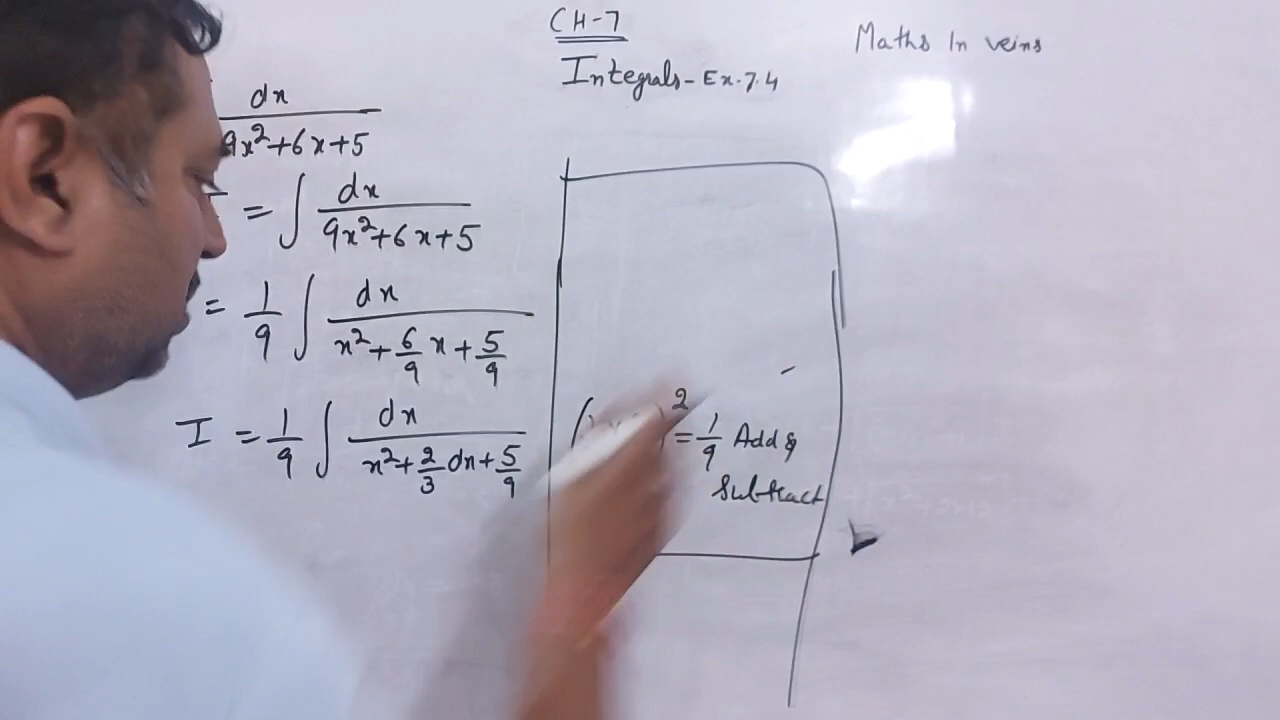 CH-7
Integrals - Ex.7.4
Maths In veins
dx
9x²+6x+5
= ∫ dx / 9x²+6x+5
= 1/9 ∫ dx / x²+6/9 x+5/9
I = 1/9 ∫ dx / x²+2/3 dx+5/9
( )² = 1/9 Add &
Subtract